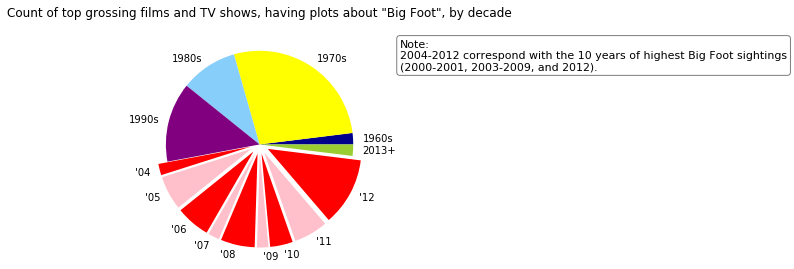 Count of top grossing films and TV shows, having plots about "Big Foot", by decade
Note:
2004-2012 correspond with the 10 years of highest Big Foot sightings
(2000-2001, 2003-2009, and 2012).
1980s
1970s
1990s
1960s
2013+
'04
'05
'12
'06
'07
'11
'08
'09
'10